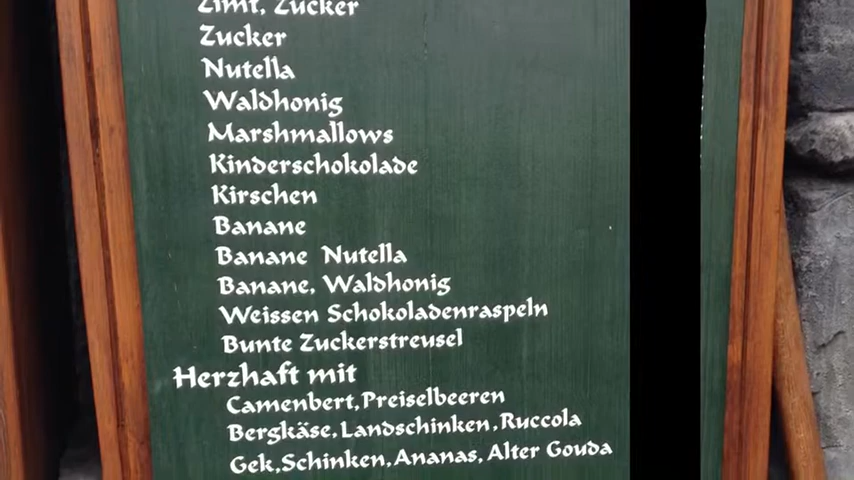 Zimt, Zucker
Zucker
Nutella
Waldhonig
Marshmallows
Kinderschokolade
Kirschen
Banane
Banane Nutella
Banane, Waldhonig
Weissen Schokoladenraspeln
Bunte Zuckerstreusel
Herzhaft mit
Camenbert, Preiselbeeren
Bergkäse, Landschinken, Ruccola
Gek, Schinken, Ananas, Alter Gouda